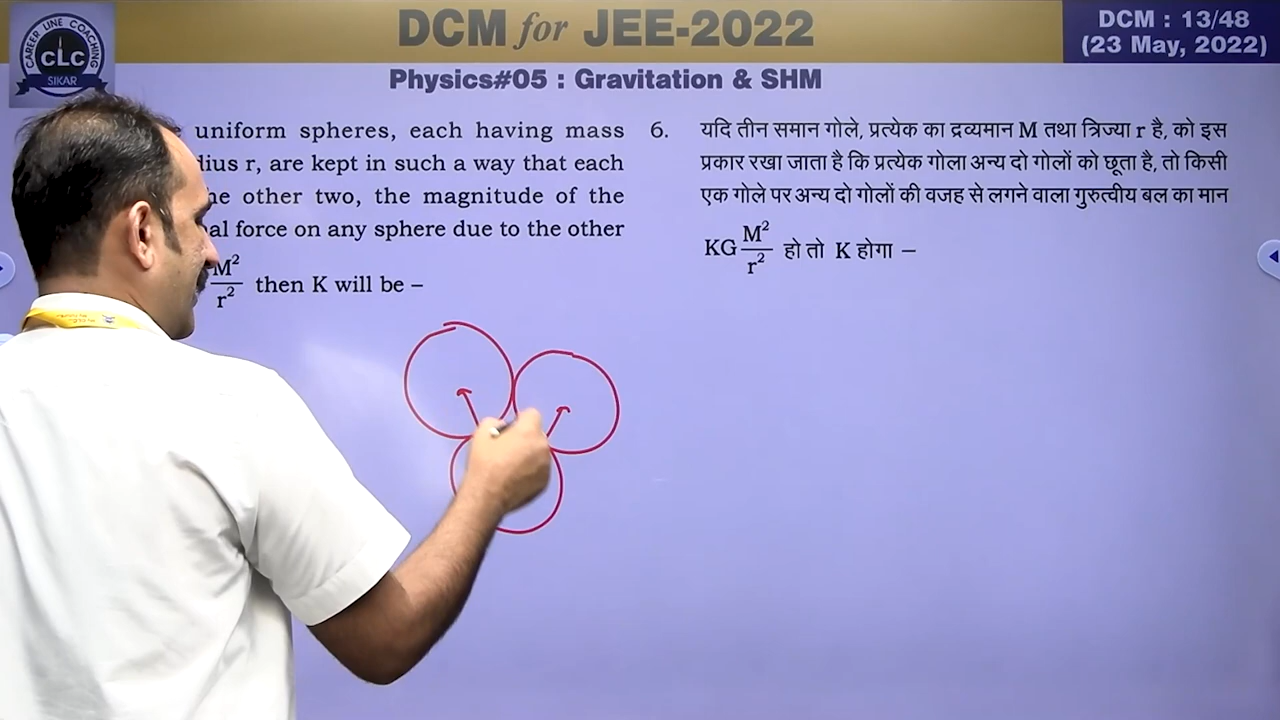 DCM for JEE-2022
DCM : 13/48
(23 May, 2022)
CAREER LINE COACHING
CLC
SIKAR
Physics#05 : Gravitation & SHM
uniform spheres, each having mass
dius r, are kept in such a way that each
he other two, the magnitude of the
al force on any sphere due to the other
M²/r² then K will be –
6. यदि तीन समान गोले, प्रत्येक का द्रव्यमान M तथा त्रिज्या r है, को इस
प्रकार रखा जाता है कि प्रत्येक गोला अन्य दो गोलों को छूता है, तो किसी
एक गोले पर अन्य दो गोलों की वजह से लगने वाला गुरुत्वीय बल का मान
KG M²/r² हो तो K होगा –